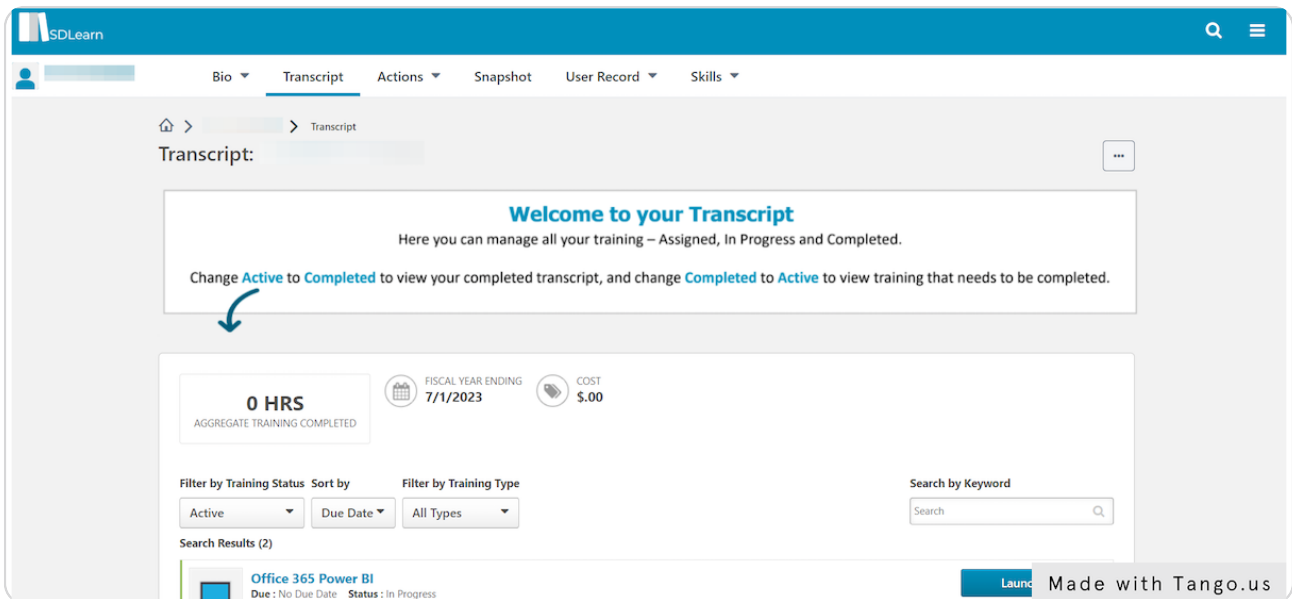 SDLearn
Bio Transcript Actions Snapshot User Record Skills
Transcript
Transcript:
...
Welcome to your Transcript
Here you can manage all your training – Assigned, In Progress and Completed.
Change Active to Completed to view your completed transcript, and change Completed to Active to view training that needs to be completed.
0 HRS
AGGREGATE TRAINING COMPLETED
FISCAL YEAR ENDING
7/1/2023
COST
$.00
Filter by Training Status Sort by Filter by Training Type Search by Keyword
Active Due Date All Types Search
Search Results (2)
Office 365 Power BI
Due : No Due Date Status : In Progress
Made with Tango.us